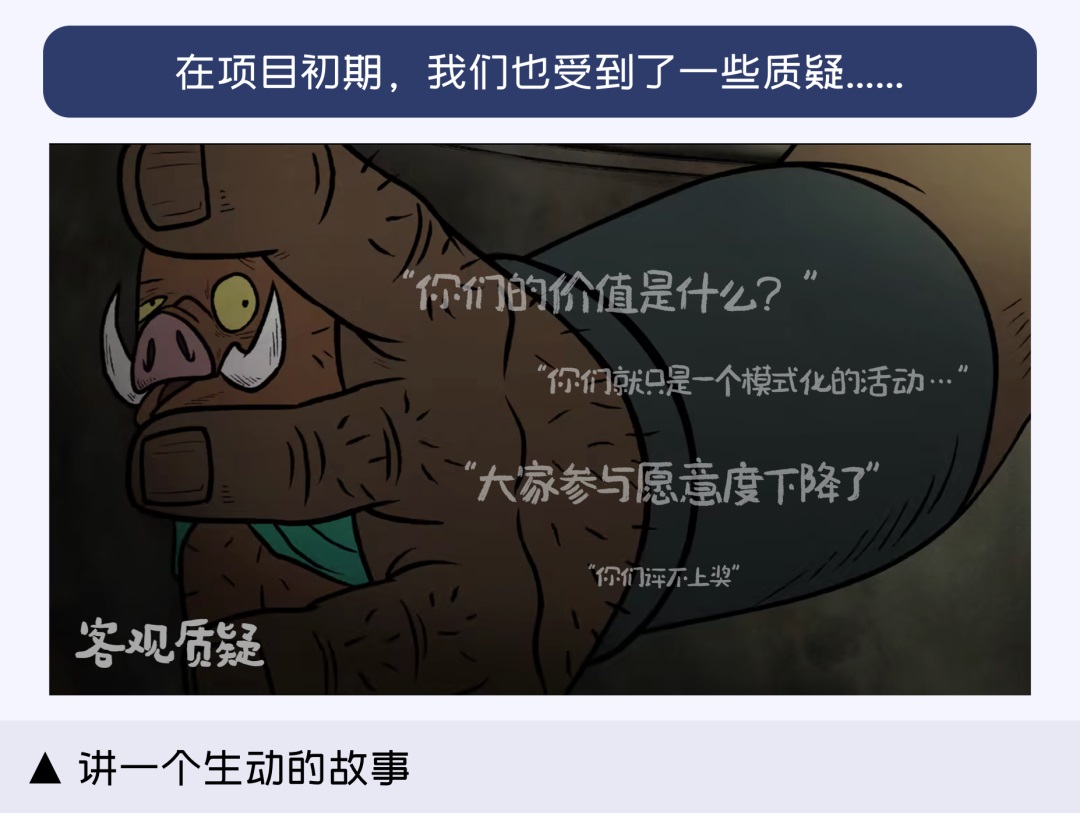 在项目初期，我们也受到了一些质疑......
“你们的价值是什么？“
“你们就只是一个模式化的活动…”
“大家参与愿意度下降了”
“你们评不上奖”
客观质疑
▲ 讲一个生动的故事